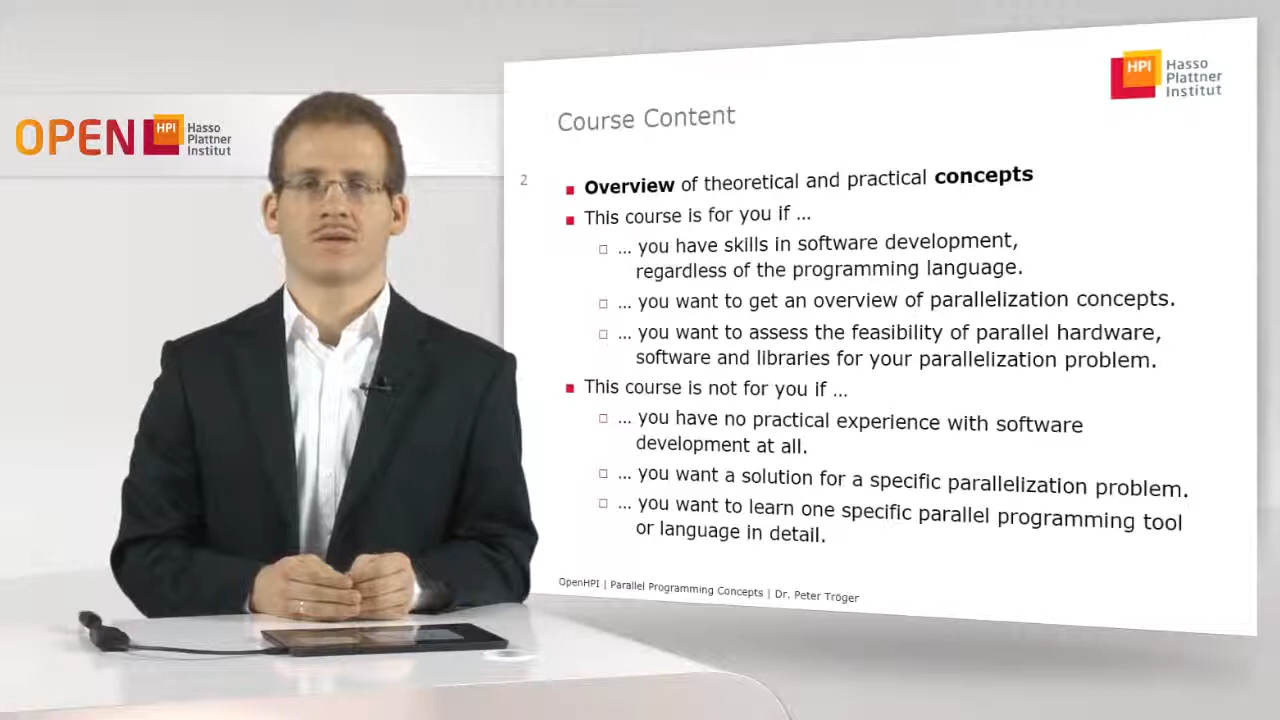 OPEN HPI Hasso
Plattner
Institut
HPI Hasso
Plattner
Institut
Course Content
2
Overview of theoretical and practical concepts
This course is for you if ...
... you have skills in software development,
regardless of the programming language.
... you want to get an overview of parallelization concepts.
... you want to assess the feasibility of parallel hardware,
software and libraries for your parallelization problem.
This course is not for you if ...
... you have no practical experience with software
development at all.
... you want a solution for a specific parallelization problem.
... you want to learn one specific parallel programming tool
or language in detail.
OpenHPI | Parallel Programming Concepts | Dr. Peter Tröger